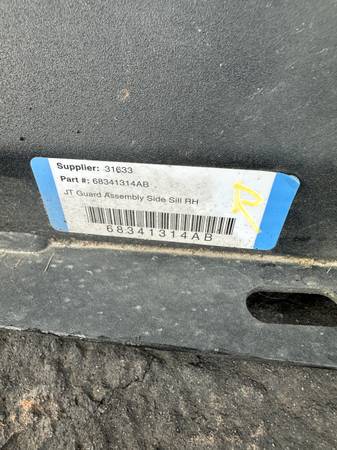 Supplier: 31633
Part #: 68341314AB
JT Guard Assembly Side Sill RH
68341314AB